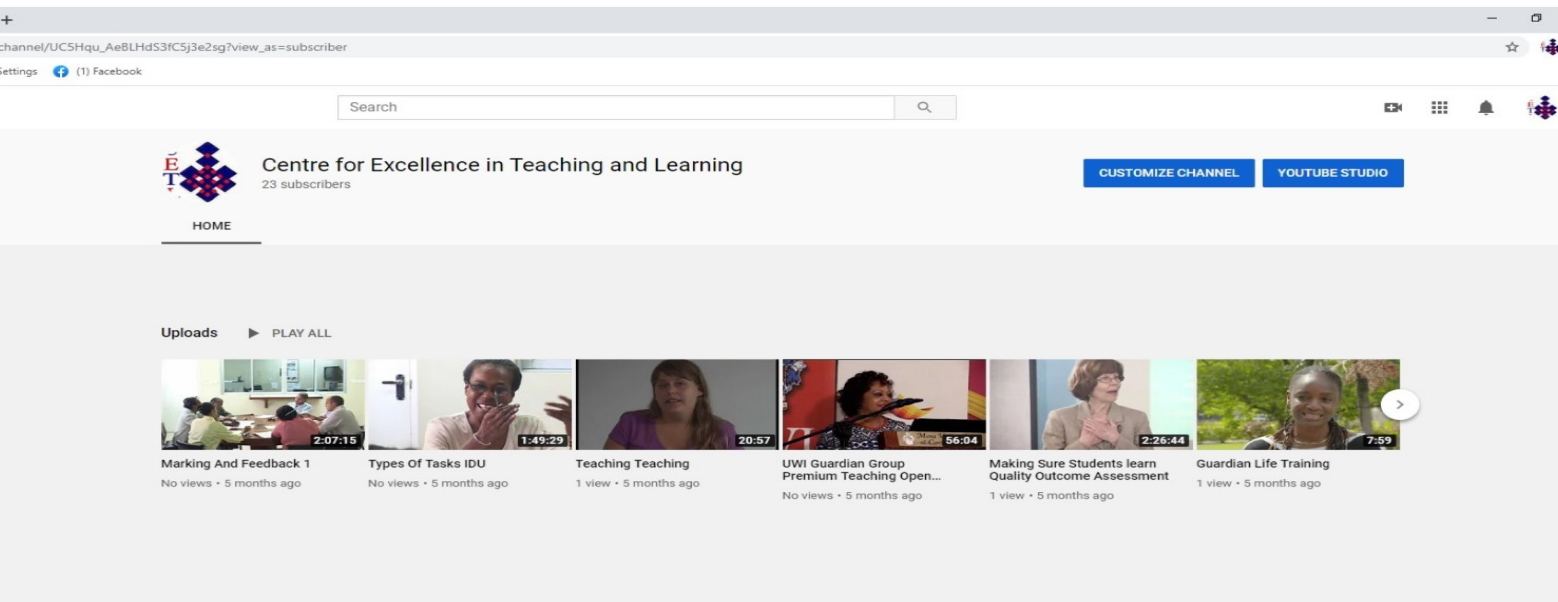 +
channel/UC5Hqu_AeBLHdS3fC5j3e2sg?view_as=subscriber
Settings (1) Facebook
Search
E
T
Centre for Excellence in Teaching and Learning
23 subscribers
CUSTOMIZE CHANNEL YOUTUBE STUDIO
HOME
Uploads PLAY ALL
2:07:15 1:49:29 20:57 56:04 2:26:44 7:59
Marking And Feedback 1
No views • 5 months ago
Types Of Tasks IDU
No views • 5 months ago
Teaching Teaching
1 view • 5 months ago
UWI Guardian Group
Premium Teaching Open...
No views • 5 months ago
Making Sure Students learn
Quality Outcome Assessment
1 view • 5 months ago
Guardian Life Training
1 view • 5 months ago